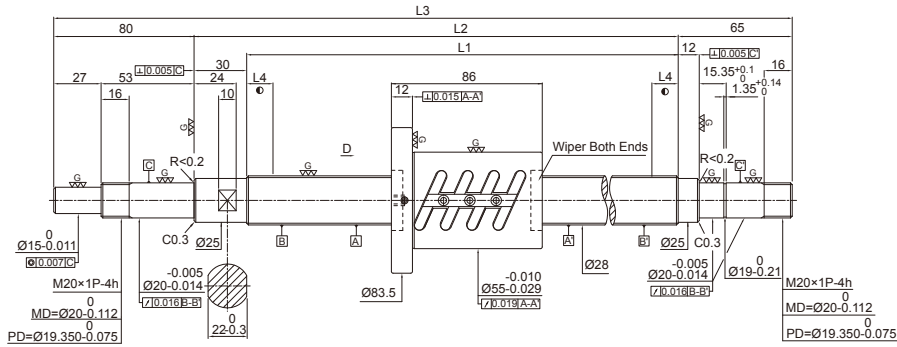 L3
80 L2 65
30 L1 12 ⊥ 0.005 C'
⊥ 0.005 C
27 53 24 L4 86 L4 15.35 +0.1 0 16
16 10 12 ⊥ 0.015 A-A' 1.35 +0.14 0
G G G
D Wiper Both Ends
R<0.2 G G R<0.2
G C G C' G G
C0.3 Ø25 B A A' B' Ø25 C0.3
Ø28
0
Ø15-0.011
◎ 0.007 C
-0.005
Ø20-0.014
⌰ 0.016 B-B'
M20×1P-4h
0
MD=Ø20-0.112
0
PD=Ø19.350-0.075
0
22-0.3
Ø83.5
-0.010
Ø55-0.029
⌰ 0.019 A-A'
-0.005
Ø20-0.014
⌰ 0.016 B-B'
0
Ø19-0.21
M20×1P-4h
0
MD=Ø20-0.112
0
PD=Ø19.350-0.075